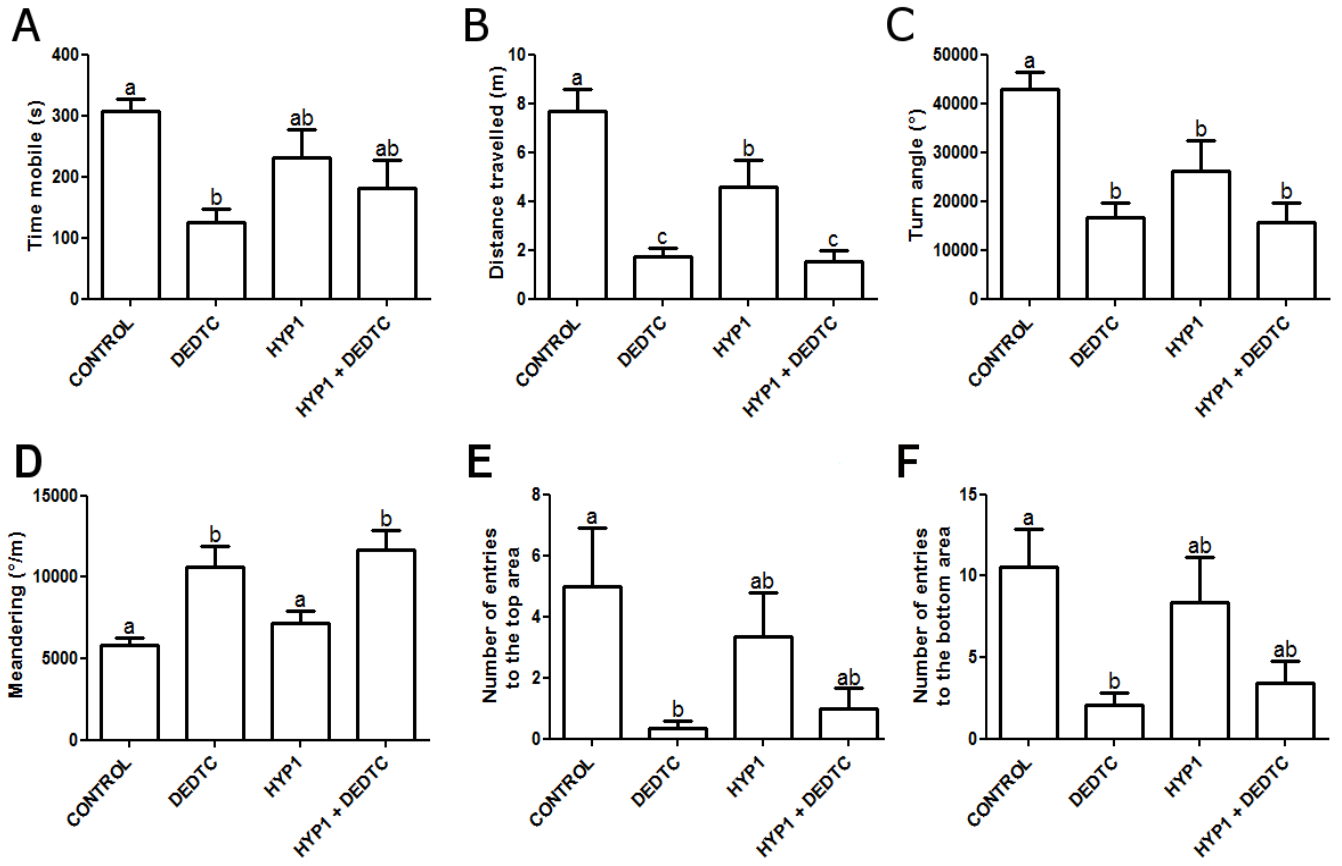 A
Time mobile (s)
400
300
200
100
0
a
b
ab
ab
CONTROL
DEDTC
HYP1
HYP1 + DEDTC
B
Distance travelled (m)
10
8
6
4
2
0
a
c
b
c
CONTROL
DEDTC
HYP1
HYP1 + DEDTC
C
Turn angle (°)
50000
40000
30000
20000
10000
0
a
b
b
b
CONTROL
DEDTC
HYP1
HYP1 + DEDTC
D
Meandering (°/m)
15000
10000
5000
0
a
b
a
b
CONTROL
DEDTC
HYP1
HYP1 + DEDTC
E
Number of entries
to the top area
8
6
4
2
0
a
b
ab
ab
CONTROL
DEDTC
HYP1
HYP1 + DEDTC
F
Number of entries
to the bottom area
15
10
5
0
a
b
ab
ab
CONTROL
DEDTC
HYP1
HYP1 + DEDTC